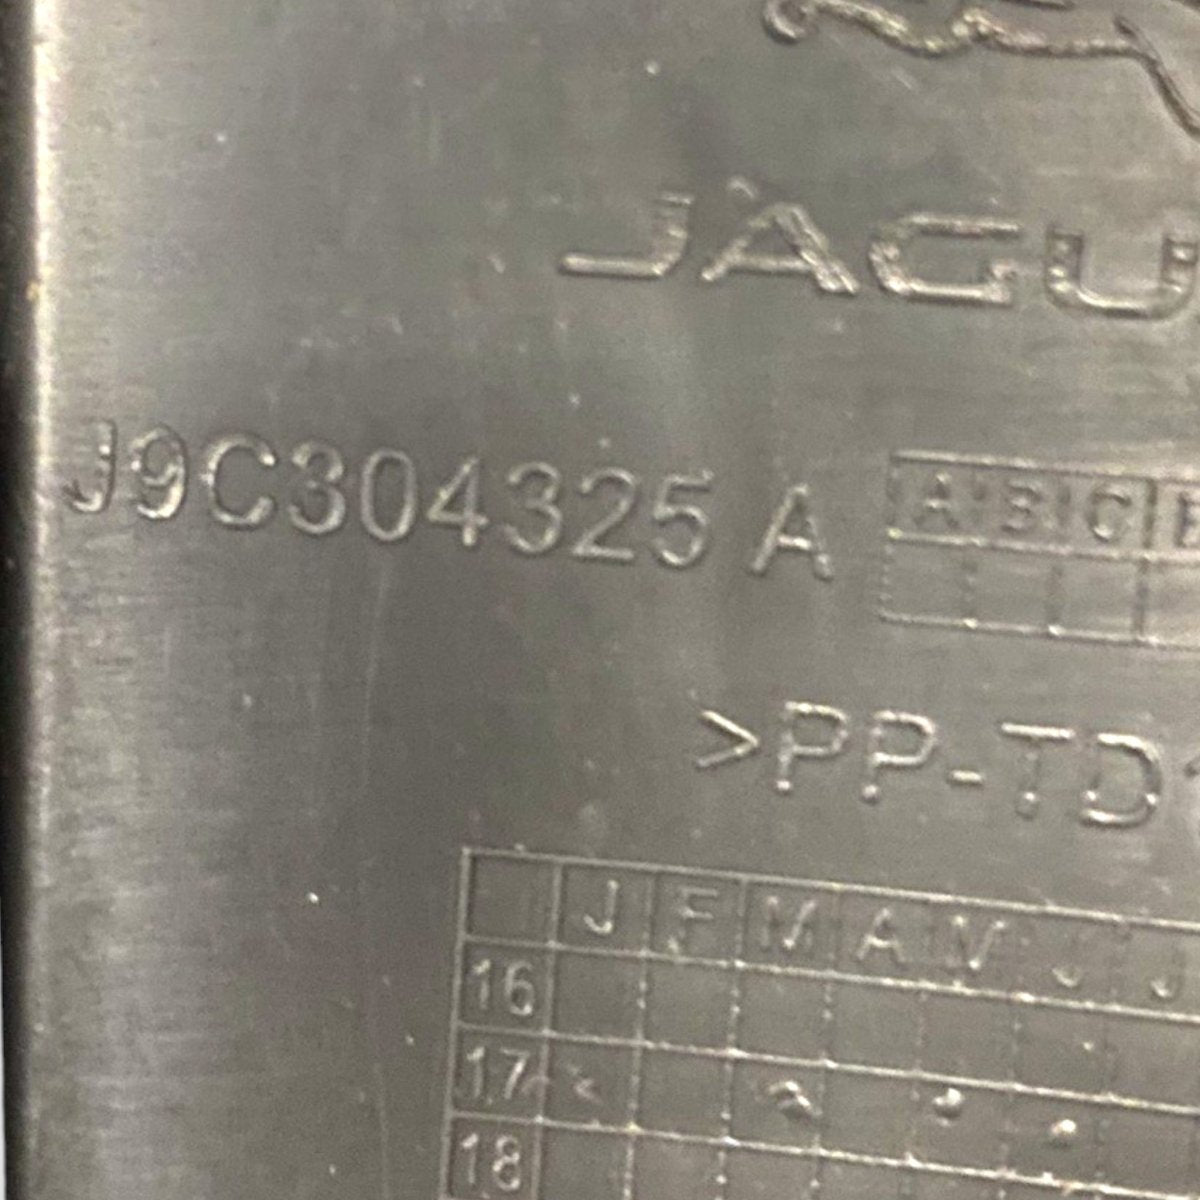 JAGU
J9C304325 A
A B C
>PP-TD
J F M A M J J
16
17
18